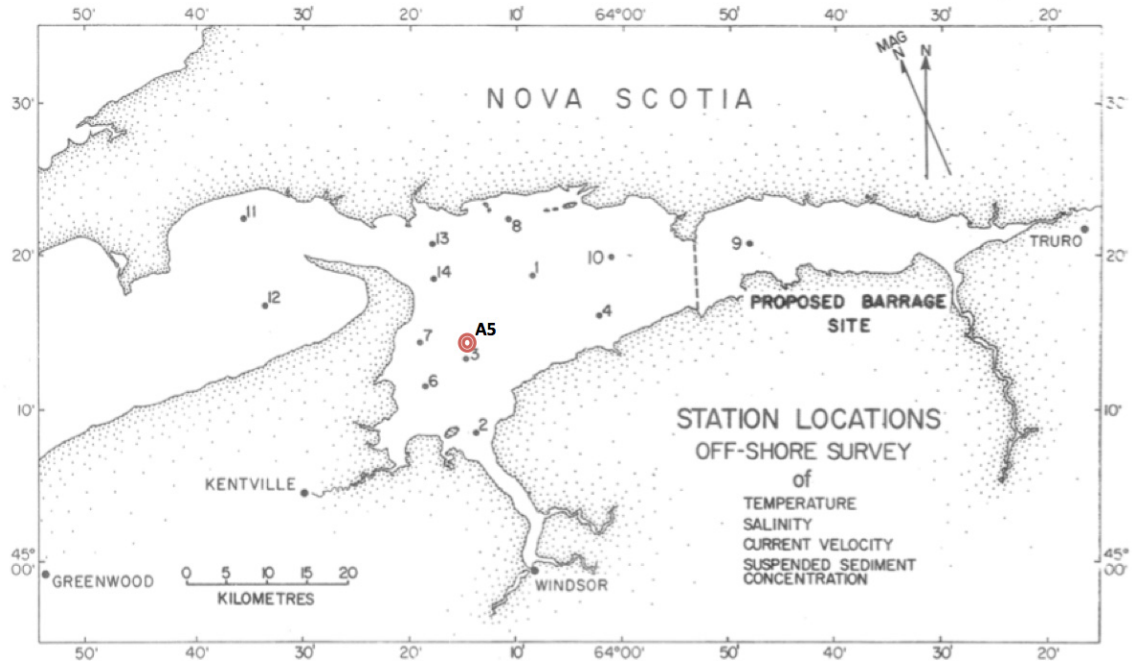 50' 40' 30' 20' 10' 64°00' 50' 40' 30' 20'
MAG N
N
NOVA SCOTIA
30' 30'
11
8
13
9
TRURO
20' 20'
10
1
14
12
4
PROPOSED BARRAGE
SITE
A5
7
3
6
10' 10'
2
STATION LOCATIONS
OFF-SHORE SURVEY
of
TEMPERATURE
SALINITY
CURRENT VELOCITY
SUSPENDED SEDIMENT
CONCENTRATION
KENTVILLE
45°
00'
45°
00'
GREENWOOD
0 5 10 15 20
KILOMETRES
WINDSOR
50' 40' 30' 20' 10' 64°00' 50' 40' 30' 20'